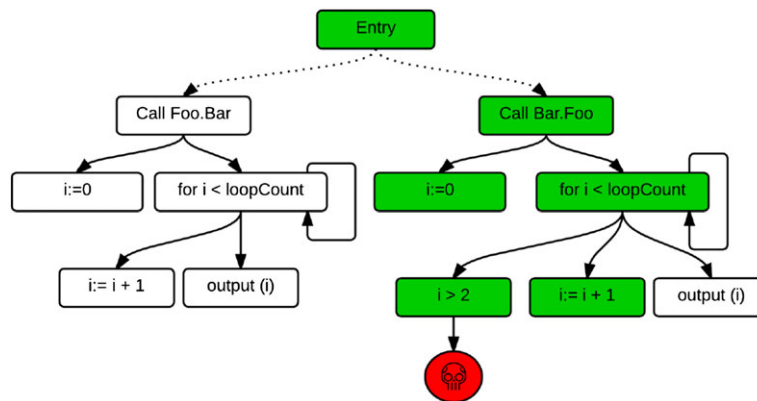 Entry
Call Foo.Bar
Call Bar.Foo
i:=0
for i < loopCount
i:=0
for i < loopCount
i:= i + 1
output (i)
i > 2
i:= i + 1
output (i)